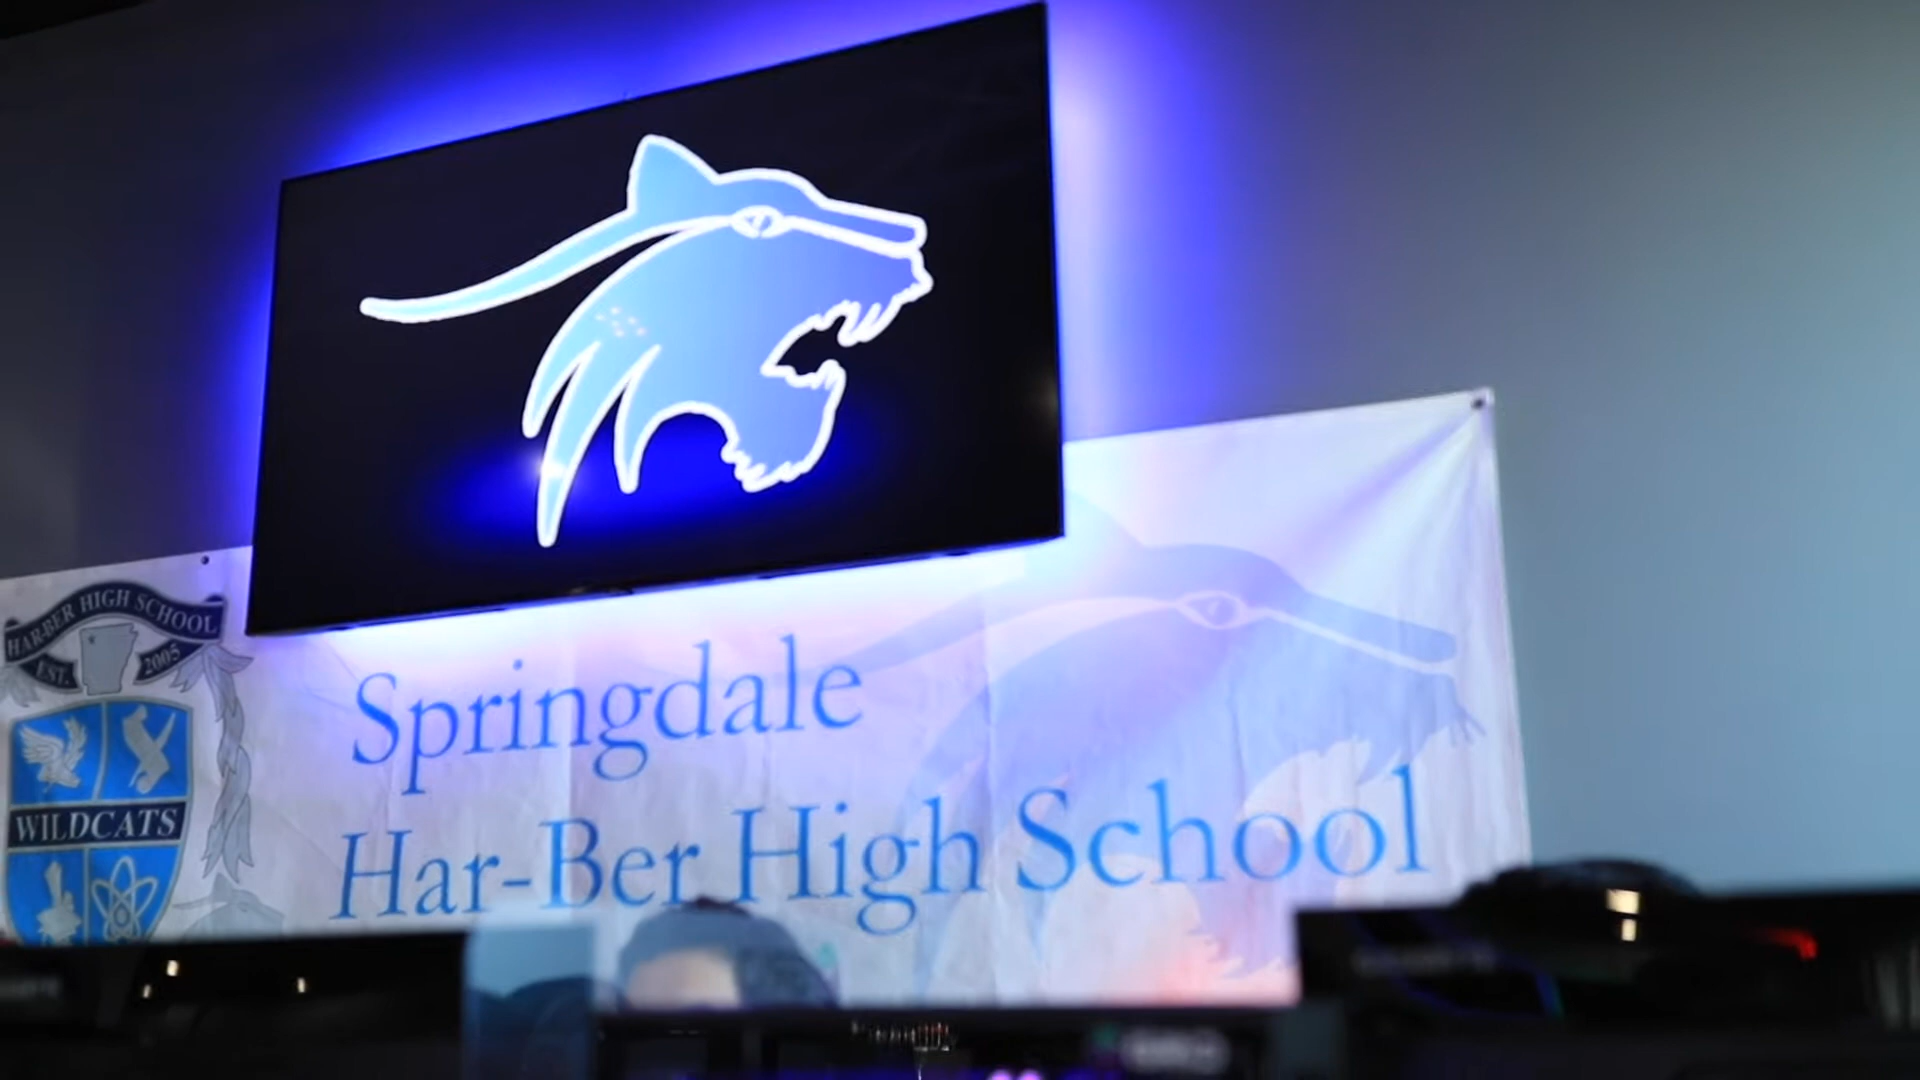 HAR-BER HIGH SCHOOL
EST. 2005
WILDCATS
Springdale
Har-Ber High School